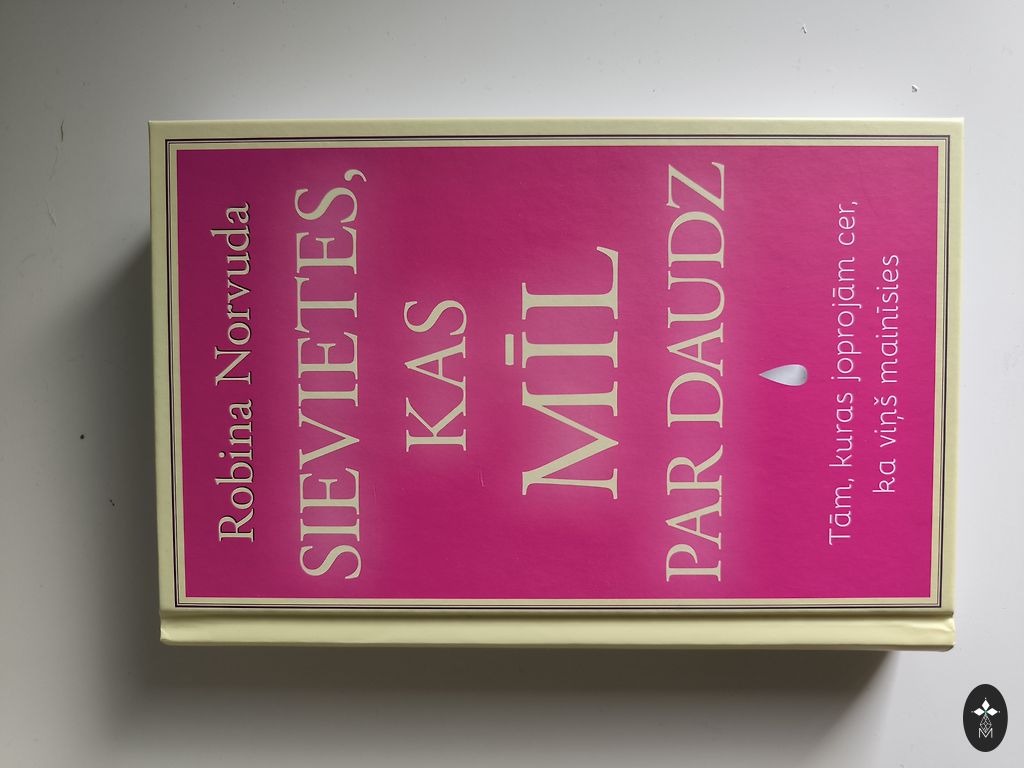 Robina Norvuda
SIEVIETES,
KAS
MĪL
PAR DAUDZ
Tām, kuras joprojām cer,
ka viņš mainīsies
M